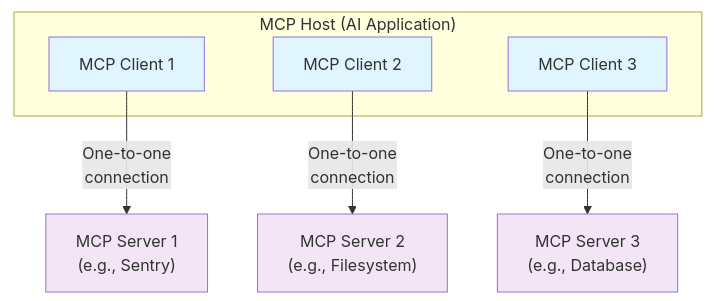 MCP Host (AI Application)
MCP Client 1
MCP Client 2
MCP Client 3
One-to-one
connection
One-to-one
connection
One-to-one
connection
MCP Server 1
(e.g., Sentry)
MCP Server 2
(e.g., Filesystem)
MCP Server 3
(e.g., Database)